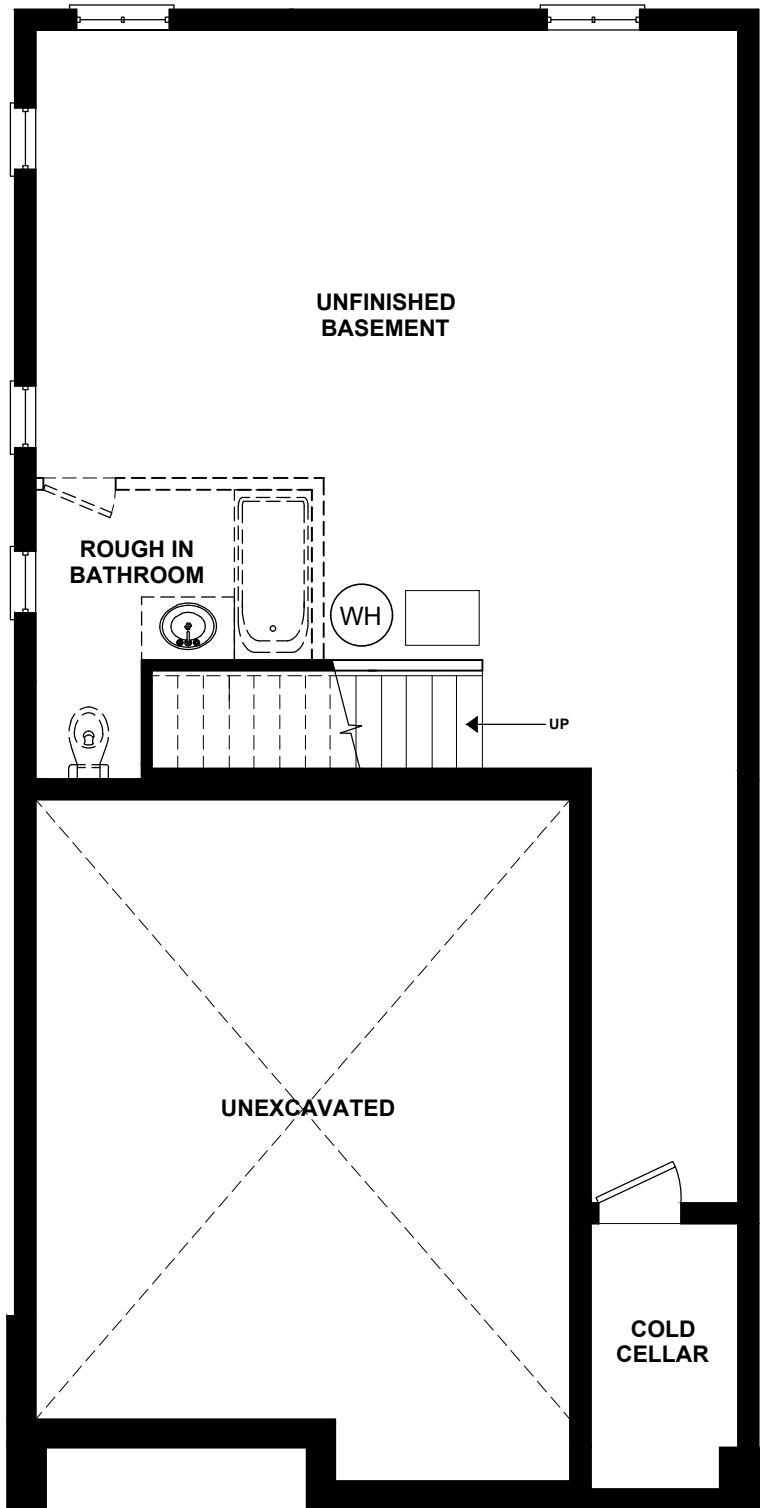 UNFINISHED
BASEMENT
ROUGH IN
BATHROOM
WH
UP
UNEXCAVATED
COLD
CELLAR